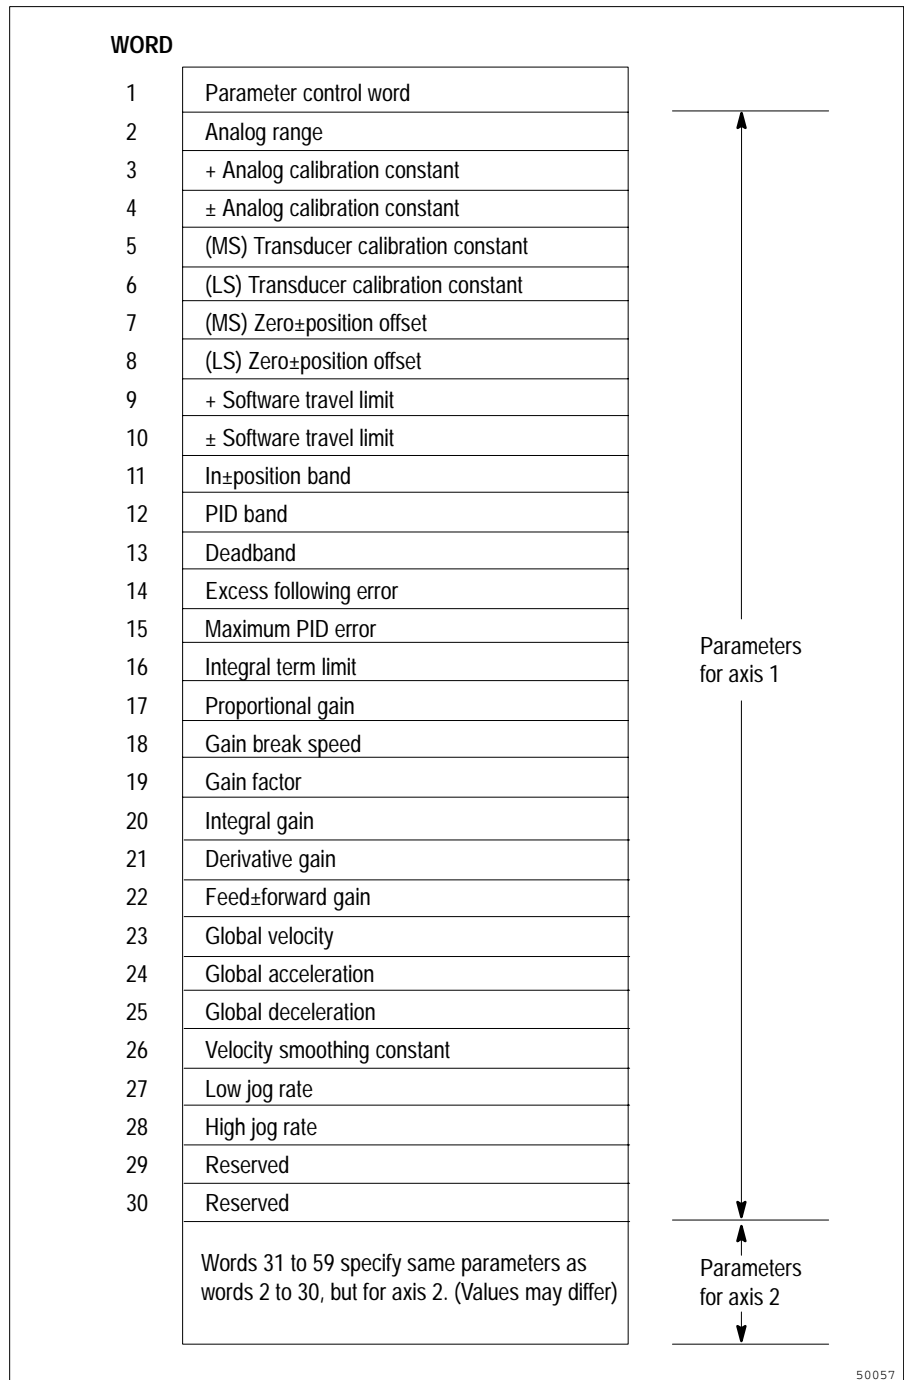 WORD
1 Parameter control word
2 Analog range
3 + Analog calibration constant
4 ± Analog calibration constant
5 (MS) Transducer calibration constant
6 (LS) Transducer calibration constant
7 (MS) Zero±position offset
8 (LS) Zero±position offset
9 + Software travel limit
10 ± Software travel limit
11 In±position band
12 PID band
13 Deadband
14 Excess following error
15 Maximum PID error
16 Integral term limit
17 Proportional gain
18 Gain break speed
19 Gain factor
20 Integral gain
21 Derivative gain
22 Feed±forward gain
23 Global velocity
24 Global acceleration
25 Global deceleration
26 Velocity smoothing constant
27 Low jog rate
28 High jog rate
29 Reserved
30 Reserved
Parameters
for axis 1
Words 31 to 59 specify same parameters as
words 2 to 30, but for axis 2. (Values may differ)
Parameters
for axis 2
50057